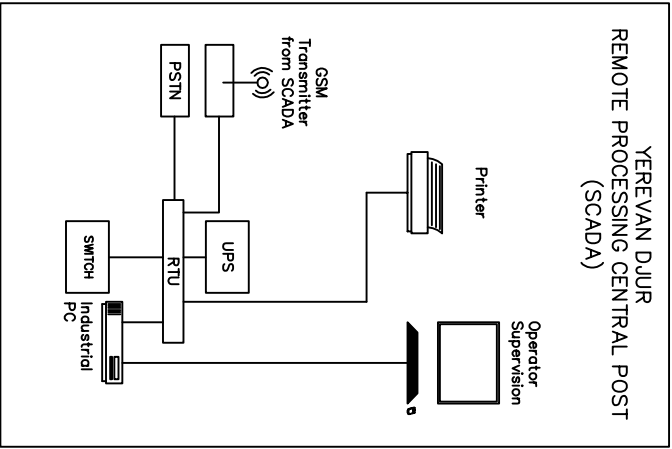 YEREVAN DJUR
REMOTE PROCESSING CENTRAL POST
(SCADA)
Printer
Operator
Supervision
GSM
Transmitter
from SCADA
PSTN
UPS
RTU
SWITCH
Industrial
PC